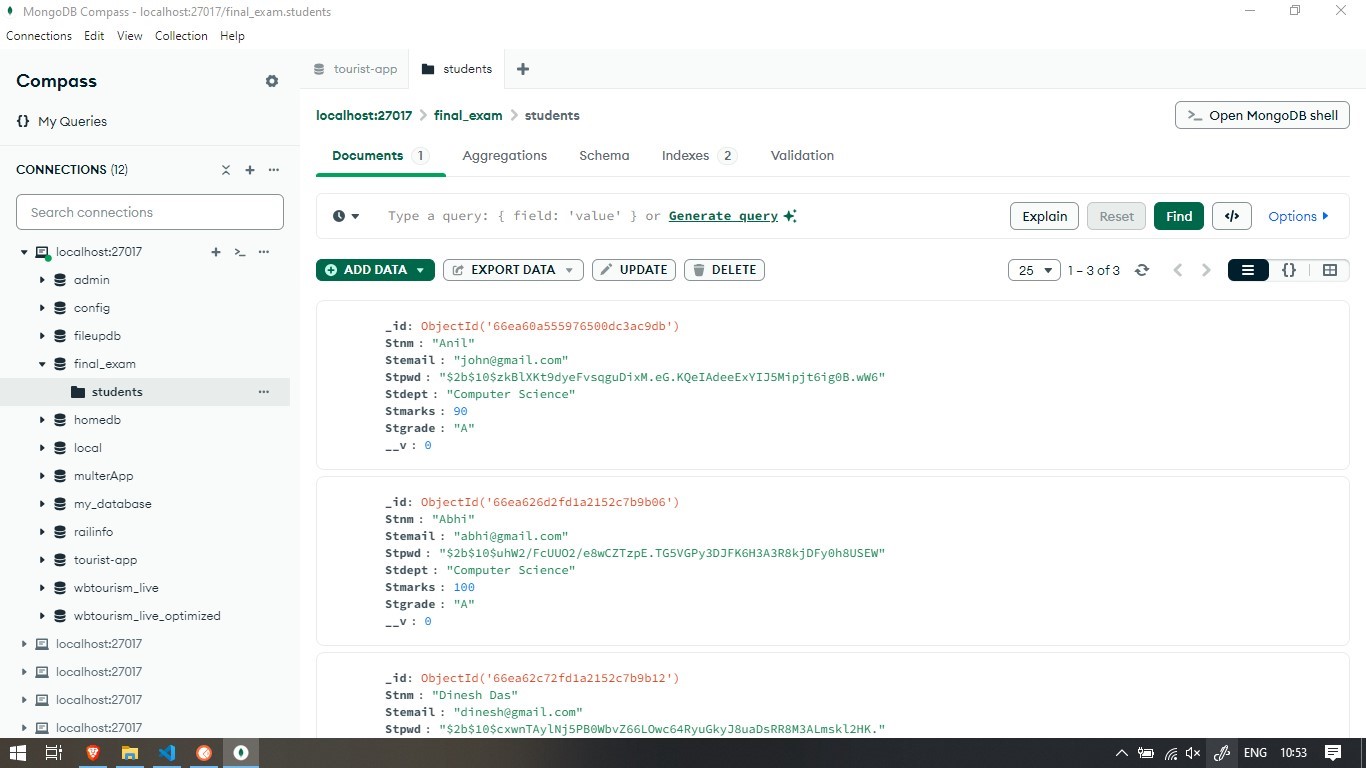 MongoDB Compass - localhost:27017/final_exam.students
Connections Edit View Collection Help
Compass
{} My Queries
CONNECTIONS (12)
Search connections
localhost:27017
admin
config
fileupdb
final_exam
students
homedb
local
multerApp
my_database
railinfo
tourist-app
wbtourism_live
wbtourism_live_optimized
localhost:27017
localhost:27017
localhost:27017
localhost:27017
tourist-app students
localhost:27017 > final_exam > students
>_ Open MongoDB shell
Documents 1 Aggregations Schema Indexes 2 Validation
Type a query: { field: 'value' } or Generate query
Explain Reset Find </> Options
ADD DATA EXPORT DATA UPDATE DELETE
25 1 – 3 of 3 {}
_id: ObjectId('66ea60a555976500dc3ac9db')
Stnm : "Anil"
Stemail : "john@gmail.com"
Stpwd : "$2b$10$zkBlXKt9dyeFvsqguDixM.eG.KQeIAdeeExYIJ5Mipjt6ig0B.wW6"
Stdept : "Computer Science"
Stmarks : 90
Stgrade : "A"
__v : 0
_id: ObjectId('66ea626d2fd1a2152c7b9b06')
Stnm : "Abhi"
Stemail : "abhi@gmail.com"
Stpwd : "$2b$10$uhW2/FcUUO2/e8wCZTzpE.TG5VGPy3DJFK6H3A3R8kjDFy0h8USEW"
Stdept : "Computer Science"
Stmarks : 100
Stgrade : "A"
__v : 0
_id: ObjectId('66ea62c72fd1a2152c7b9b12')
Stnm : "Dinesh Das"
Stemail : "dinesh@gmail.com"
Stpwd : "$2b$10$cxwnTAylNj5PB0WbvZ66LOwc64RyuGkyJ8uaDsRR8M3ALmskl2HK."
ENG 10:53